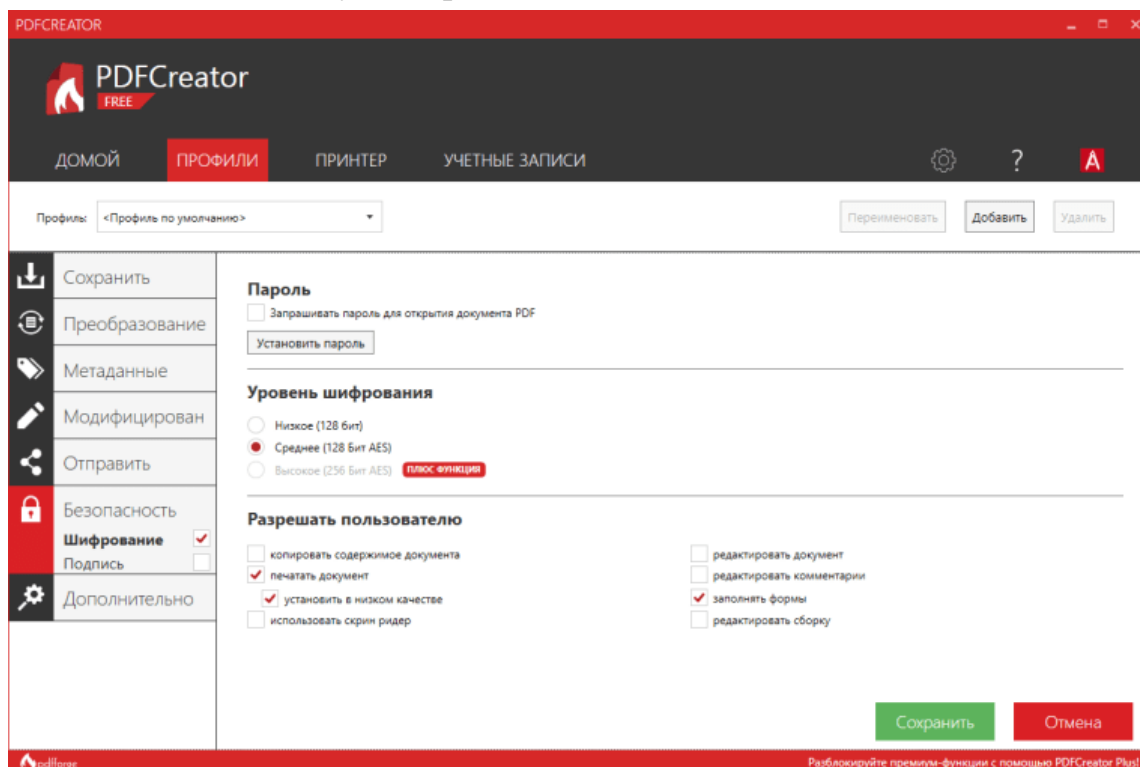 PDFCREATOR
PDFCreator
FREE
ДОМОЙ ПРОФИЛИ ПРИНТЕР УЧЕТНЫЕ ЗАПИСИ ?
Профиль: <Профиль по умолчанию> Переименовать Добавить Удалить
Сохранить
Преобразование
Метаданные
Модифицирован
Отправить
Безопасность
Шифрование
Подпись
Дополнительно
Пароль
Запрашивать пароль для открытия документа PDF
Установить пароль
Уровень шифрования
Низкое (128 бит)
Среднее (128 бит AES)
Высокое (256 бит AES) ПЛЮС ФУНКЦИЯ
Разрешать пользователю
копировать содержимое документа
печатать документ
установить в низком качестве
использовать скрин ридер
редактировать документ
редактировать комментарии
заполнять формы
редактировать сборку
Сохранить Отмена
pdfforge Разблокируйте премиум-функции с помощью PDFCreator Plus!